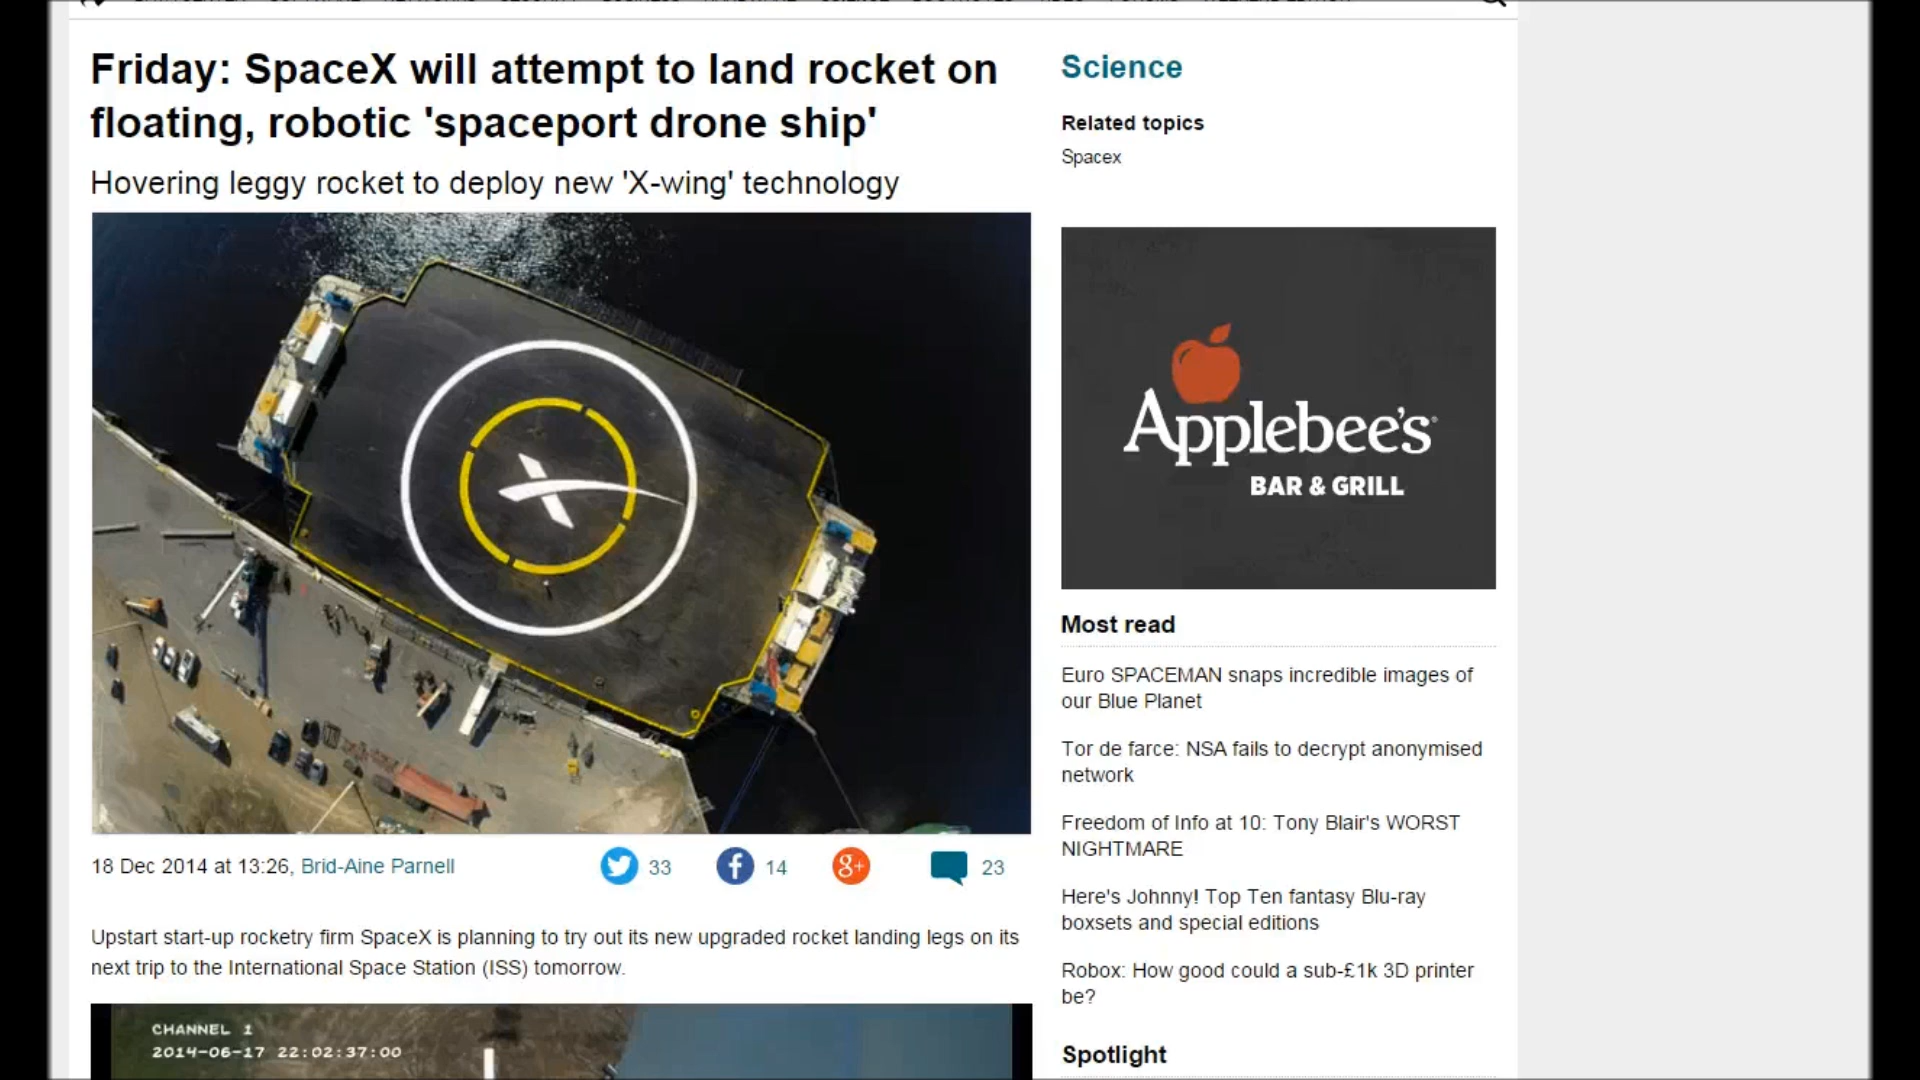 Friday: SpaceX will attempt to land rocket on
floating, robotic 'spaceport drone ship'
Hovering leggy rocket to deploy new 'X-wing' technology
18 Dec 2014 at 13:26, Brid-Aine Parnell
33
14
g+
23
Upstart start-up rocketry firm SpaceX is planning to try out its new upgraded rocket landing legs on its
next trip to the International Space Station (ISS) tomorrow.
CHANNEL 1
2014-06-17 22:02:37:00
Science
Related topics
Spacex
Applebee's
BAR & GRILL
Most read
Euro SPACEMAN snaps incredible images of
our Blue Planet
Tor de farce: NSA fails to decrypt anonymised
network
Freedom of Info at 10: Tony Blair's WORST
NIGHTMARE
Here's Johnny! Top Ten fantasy Blu-ray
boxsets and special editions
Robox: How good could a sub-£1k 3D printer
be?
Spotlight